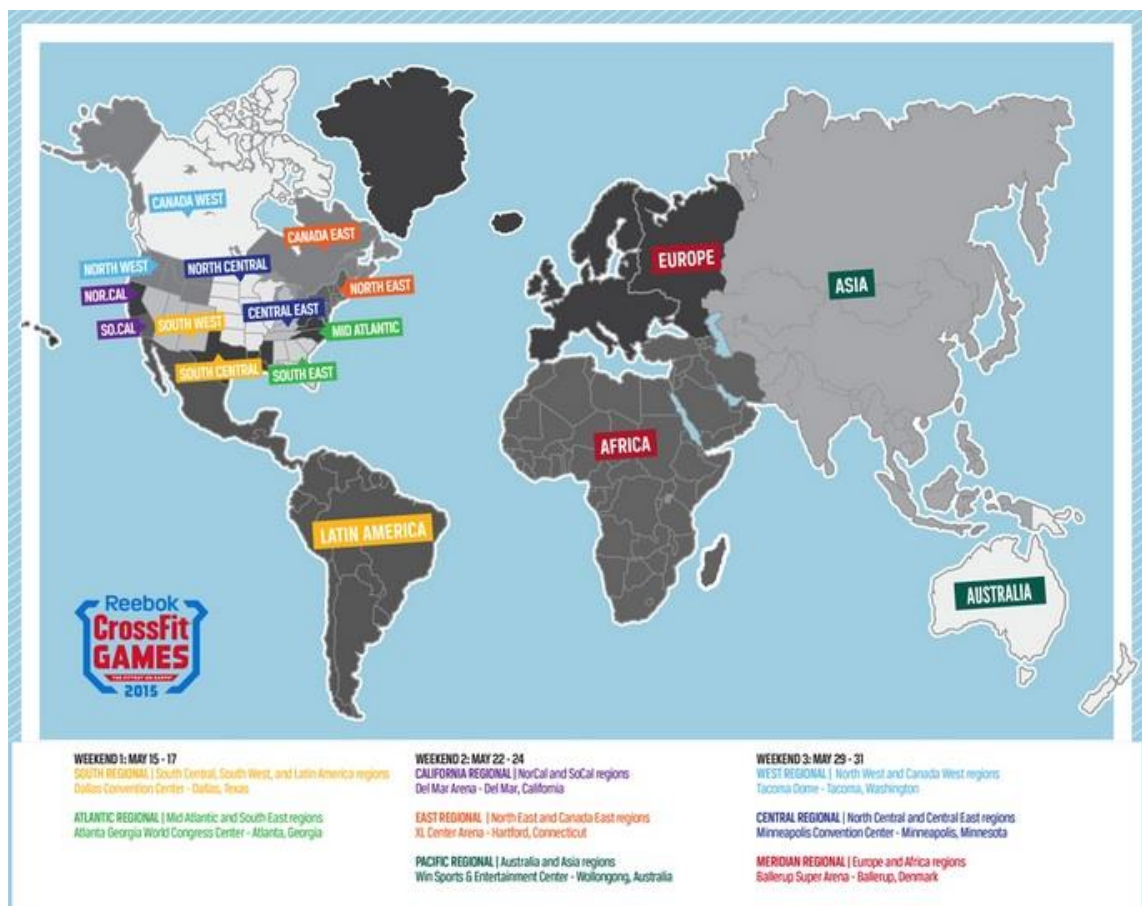 CANADA WEST
CANADA EAST
NORTH WEST
NORTH CENTRAL
NOR.CAL
NORTH EAST
SO.CAL
SOUTH WEST
CENTRAL EAST
MID ATLANTIC
SOUTH CENTRAL
SOUTH EAST
EUROPE
ASIA
AFRICA
LATIN AMERICA
AUSTRALIA
Reebok
CrossFit
GAMES
THE FITTEST ON EARTH
2015
WEEKEND 1: MAY 15 - 17
SOUTH REGIONAL | South Central, South West, and Latin America regions
Dallas Convention Center - Dallas, Texas
ATLANTIC REGIONAL | Mid Atlantic and South East regions
Atlanta Georgia World Congress Center - Atlanta, Georgia
WEEKEND 2: MAY 22 - 24
CALIFORNIA REGIONAL | NorCal and SoCal regions
Del Mar Arena - Del Mar, California
EAST REGIONAL | North East and Canada East regions
XL Center Arena - Hartford, Connecticut
PACIFIC REGIONAL | Australia and Asia regions
Win Sports & Entertainment Center - Wollongong, Australia
WEEKEND 3: MAY 29 - 31
WEST REGIONAL | North West and Canada West regions
Tacoma Dome - Tacoma, Washington
CENTRAL REGIONAL | North Central and Central East regions
Minneapolis Convention Center - Minneapolis, Minnesota
MERIDIAN REGIONAL | Europe and Africa regions
Ballerup Super Arena - Ballerup, Denmark